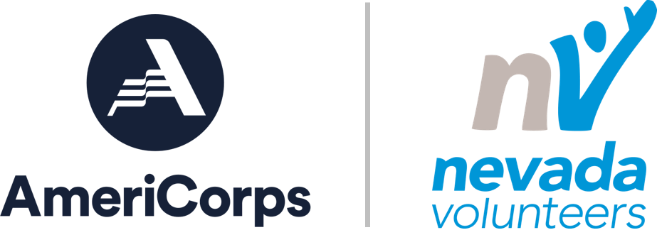 A
AmeriCorps
nv
nevada
volunteers